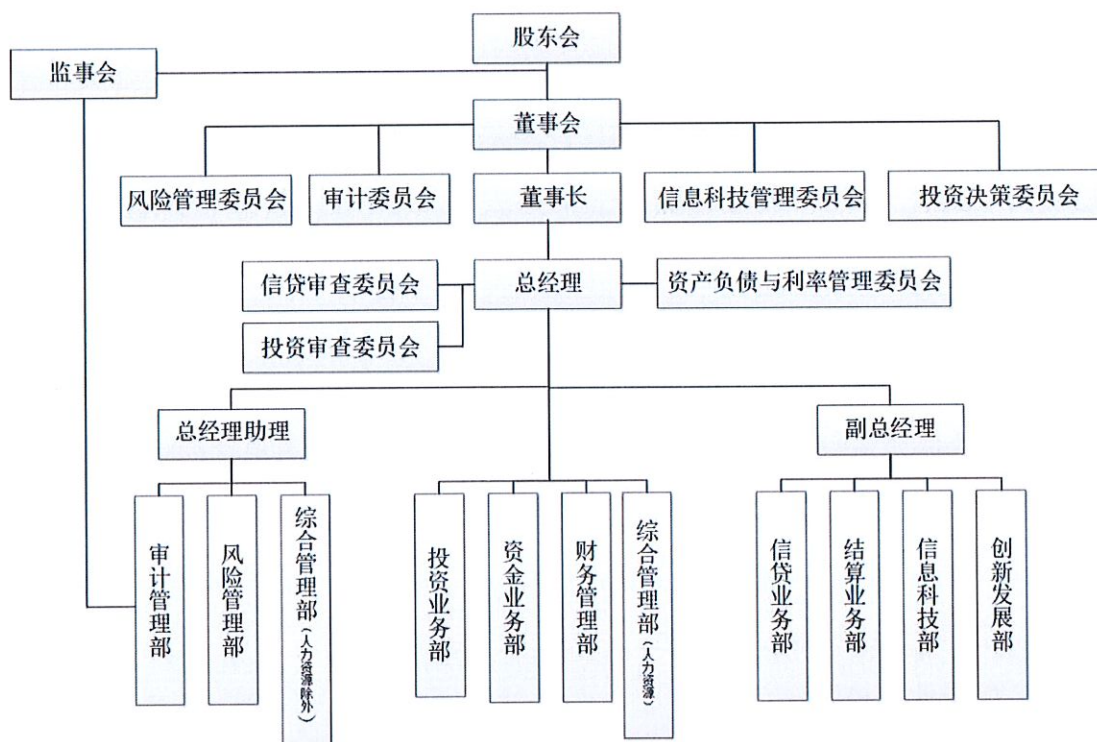 股东会
监事会
董事会
风险管理委员会
审计委员会
董事长
信息科技管理委员会
投资决策委员会
信贷审查委员会
总经理
资产负债与利率管理委员会
投资审查委员会
总经理助理
副总经理
审计管理部
风险管理部
综合管理部（人力资源除外）
投资业务部
资金业务部
财务管理部
综合管理部（人力资源）
信贷业务部
结算业务部
信息科技部
创新发展部